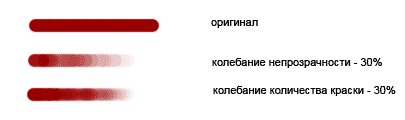 оригинал
колебание непрозрачности - 30%
колебание количества краски - 30%